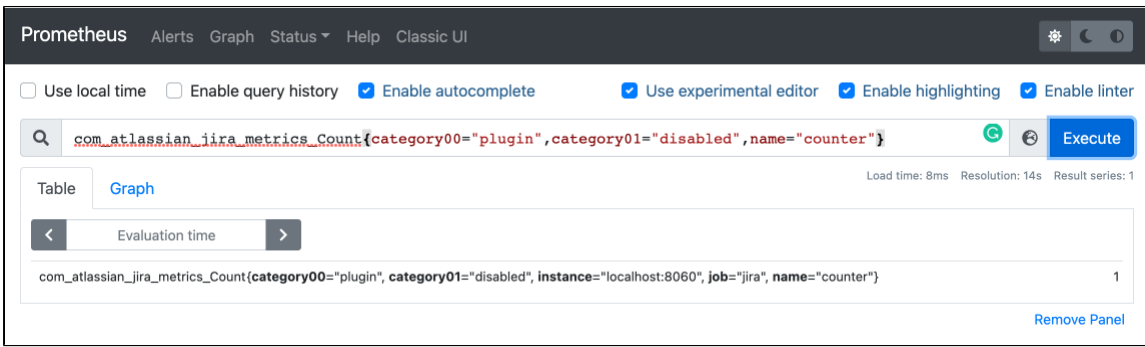 Prometheus Alerts Graph Status Help Classic UI
Use local time Enable query history Enable autocomplete Use experimental editor Enable highlighting Enable linter
com_atlassian_jira_metrics_Count{category00="plugin",category01="disabled",name="counter"} G Execute
Load time: 8ms Resolution: 14s Result series: 1
Table Graph
Evaluation time
com_atlassian_jira_metrics_Count{category00="plugin", category01="disabled", instance="localhost:8060", job="jira", name="counter"} 1
Remove Panel